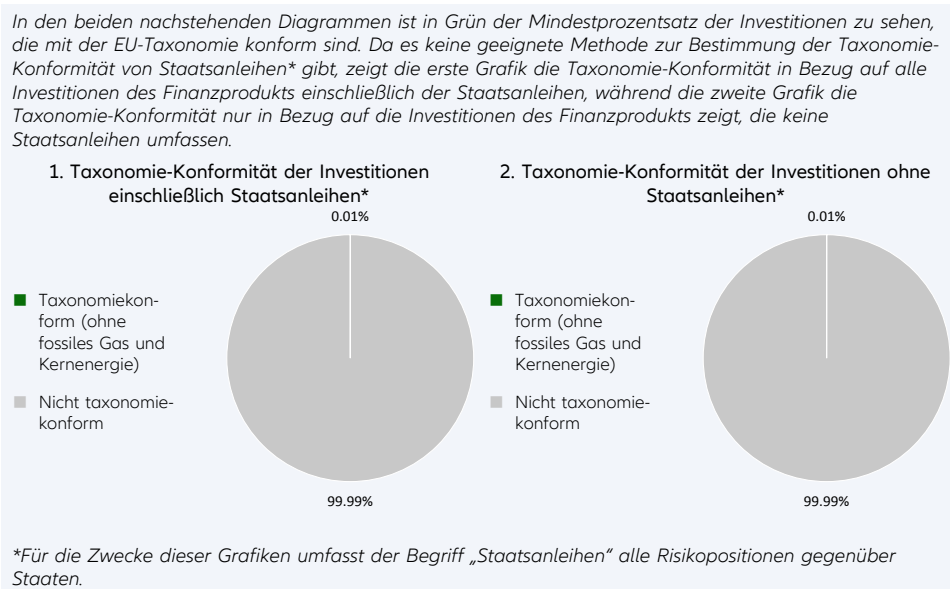 In den beiden nachstehenden Diagrammen ist in Grün der Mindestprozentsatz der Investitionen zu sehen,
die mit der EU-Taxonomie konform sind. Da es keine geeignete Methode zur Bestimmung der Taxonomie-
Konformität von Staatsanleihen* gibt, zeigt die erste Grafik die Taxonomie-Konformität in Bezug auf alle
Investitionen des Finanzprodukts einschließlich der Staatsanleihen, während die zweite Grafik die
Taxonomie-Konformität nur in Bezug auf die Investitionen des Finanzprodukts zeigt, die keine
Staatsanleihen umfassen.
1. Taxonomie-Konformität der Investitionen
einschließlich Staatsanleihen*
0.01%
Taxonomiekon-
form (ohne
fossiles Gas und
Kernenergie)
Nicht taxonomie-
konform
99.99%
2. Taxonomie-Konformität der Investitionen ohne
Staatsanleihen*
0.01%
Taxonomiekon-
form (ohne
fossiles Gas und
Kernenergie)
Nicht taxonomie-
konform
99.99%
*Für die Zwecke dieser Grafiken umfasst der Begriff „Staatsanleihen" alle Risikopositionen gegenüber
Staaten.